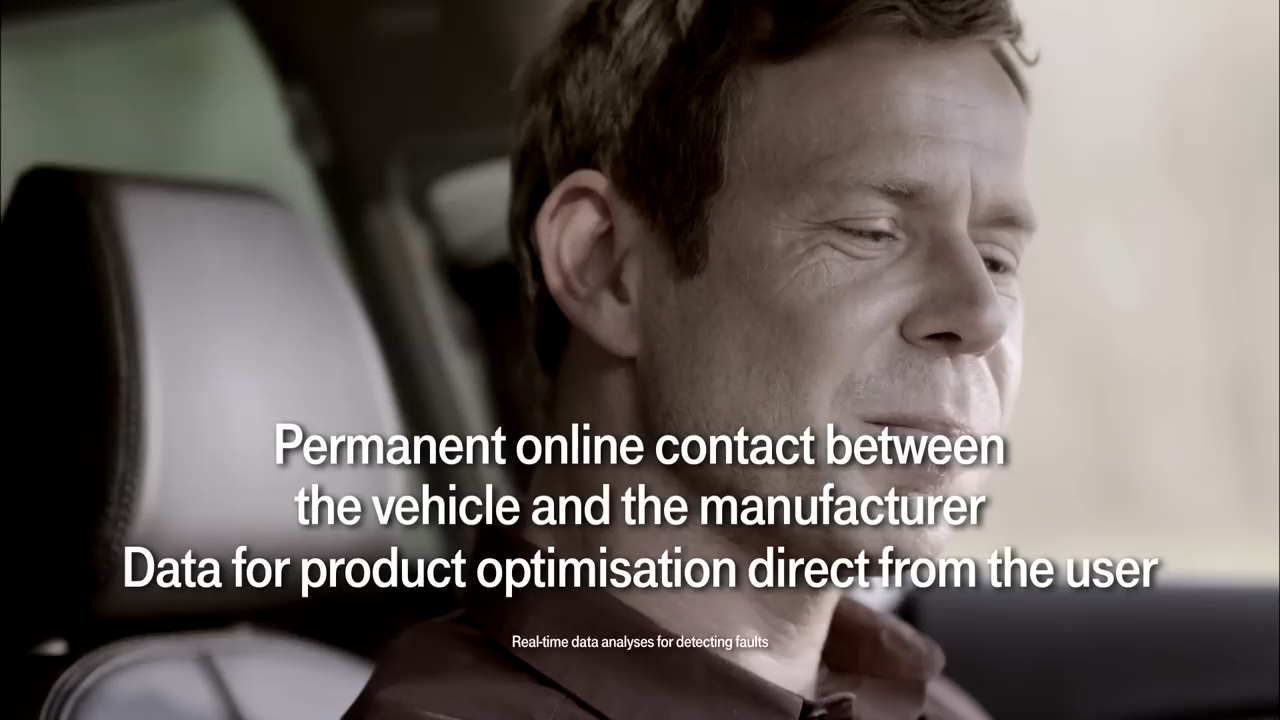 Permanent online contact between
the vehicle and the manufacturer
Data for product optimisation direct from the user
Real-time data analyses for detecting faults